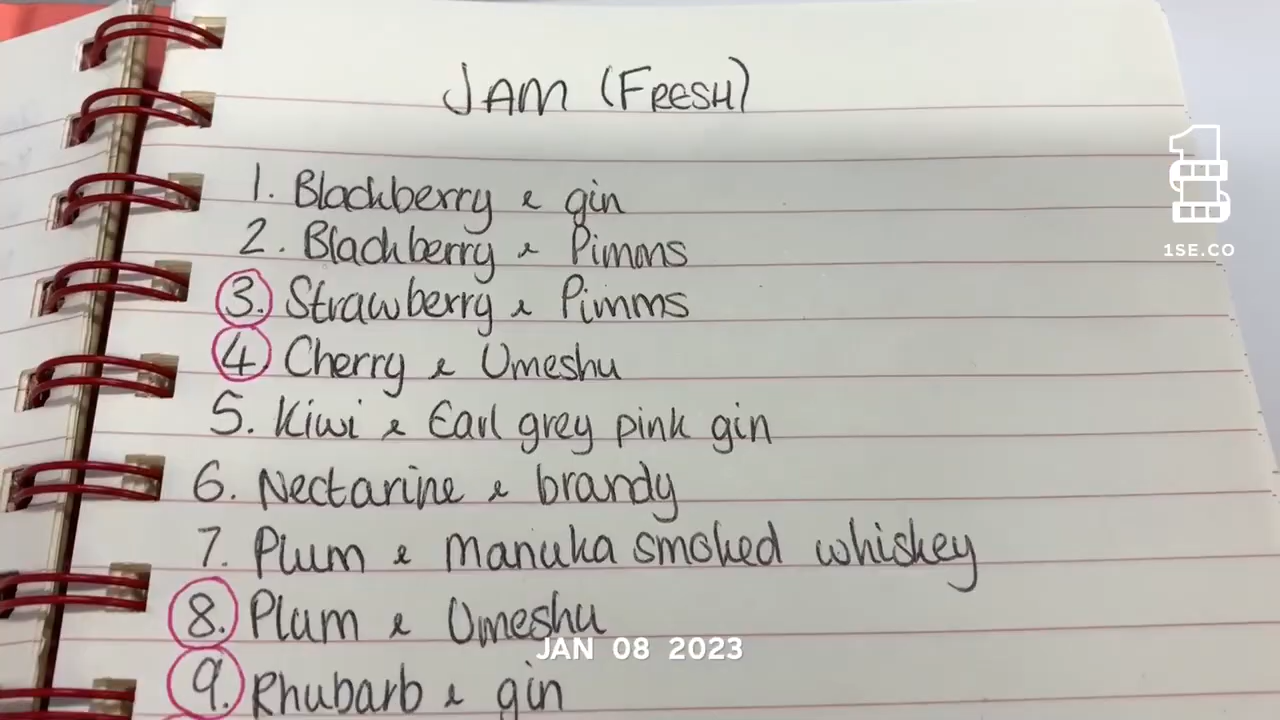 JAM (FRESH)
1. Blackberry & gin
2. Blackberry & Pimms
3. Strawberry & Pimms
4. Cherry & Umeshu
5. Kiwi & Earl grey pink gin
6. Nectarine & brandy
7. Plum & Manuka smoked whiskey
8. Plum & Umeshu
9. Rhubarb & gin
JAN 08 2023
1SE.CO